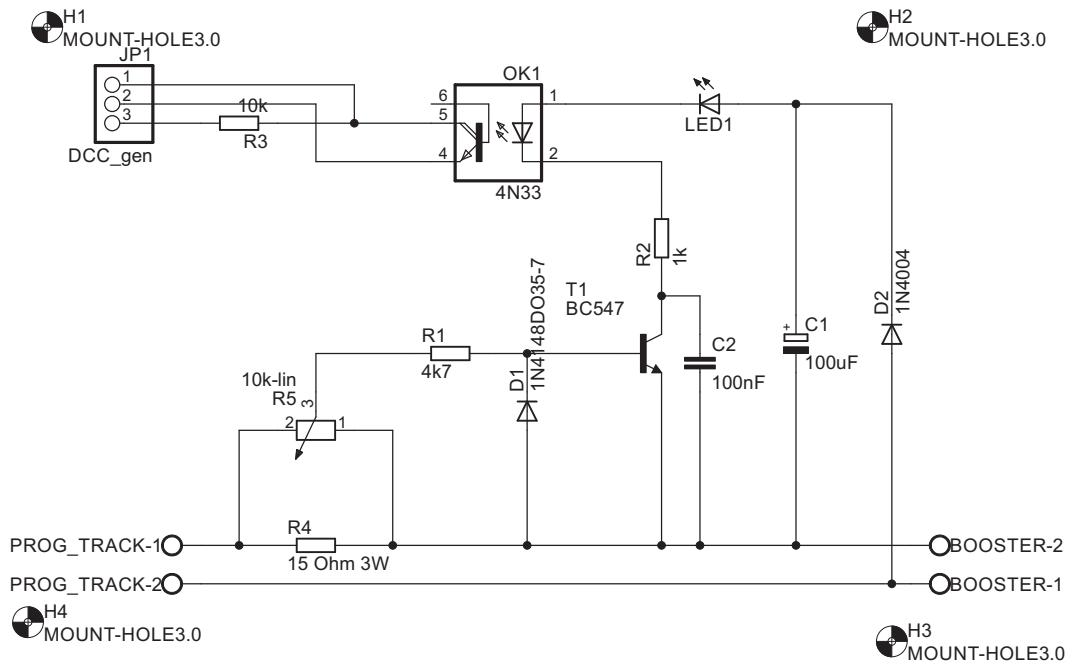 H1
MOUNT-HOLE3.0
H2
MOUNT-HOLE3.0
JP1
1
2
3
DCC_gen
10k
R3
OK1
6
5
4
1
2
4N33
LED1
R2
1k
T1
BC547
1N4148DO35-7
D1
R1
4k7
10k-lin
R5
3
2
1
C2
100nF
+
C1
100uF
D2
1N4004
R4
15 Ohm 3W
PROG_TRACK-1
BOOSTER-2
PROG_TRACK-2
BOOSTER-1
H4
MOUNT-HOLE3.0
H3
MOUNT-HOLE3.0